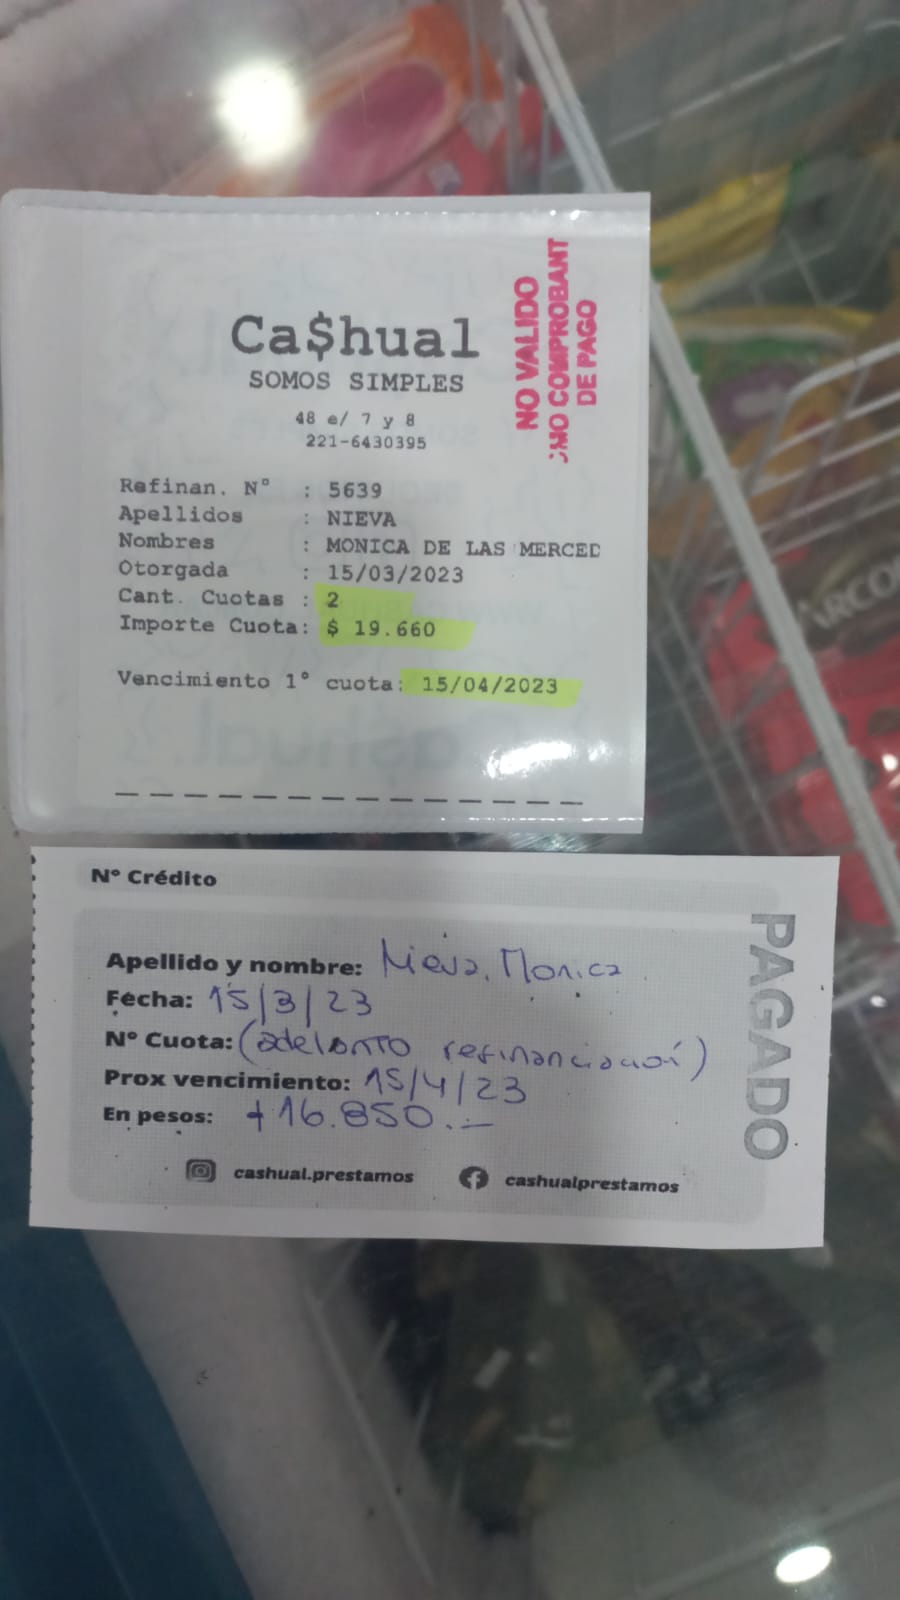 Ca$hual
SOMOS SIMPLES
48 e/ 7 y 8
221-6430395
NO VALIDO
OMO COMPROBANT
DE PAGO
Refinan. N° : 5639
Apellidos : NIEVA
Nombres : MONICA DE LAS MERCED
Otorgada : 15/03/2023
Cant. Cuotas : 2
Importe Cuota: $ 19.660
Vencimiento 1° cuota: 15/04/2023
N° Crédito
PAGADO
Apellido y nombre: Nieva, Monica
Fecha: 15/3/23
N° Cuota: (adelanto refinanciación)
Prox vencimiento: 15/4/23
En pesos: $16.850.-
cashual.prestamos
cashualprestamos